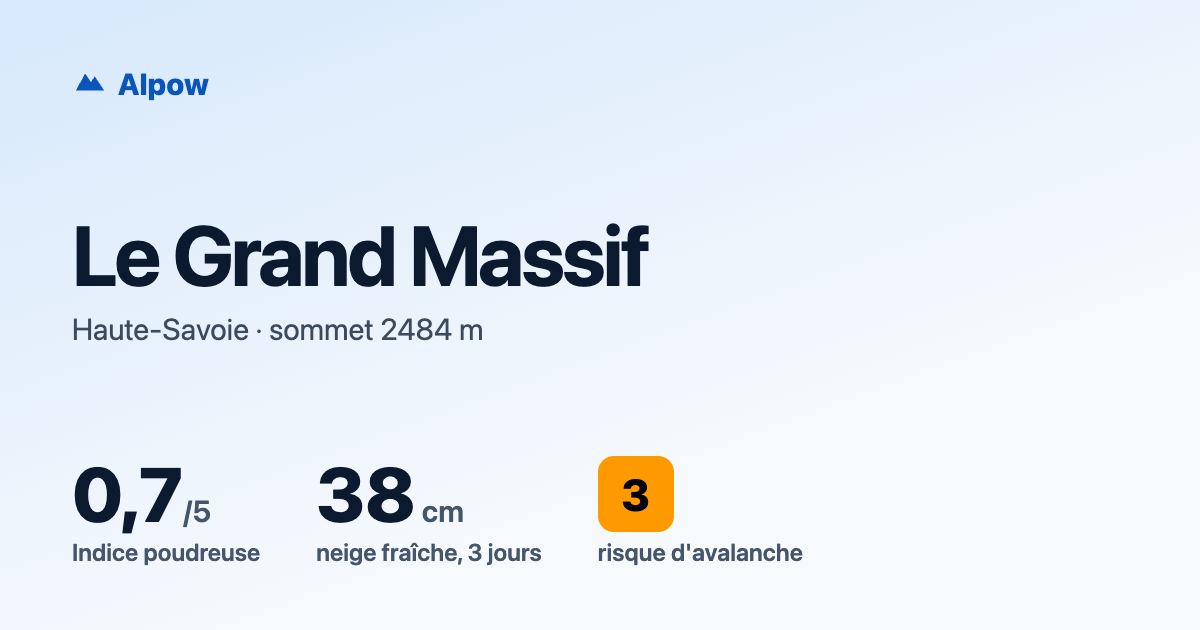 Alpow
Le Grand Massif
Haute-Savoie · sommet 2484 m
0,7/5
38 cm
3
Indice poudreuse
neige fraîche, 3 jours
risque d'avalanche